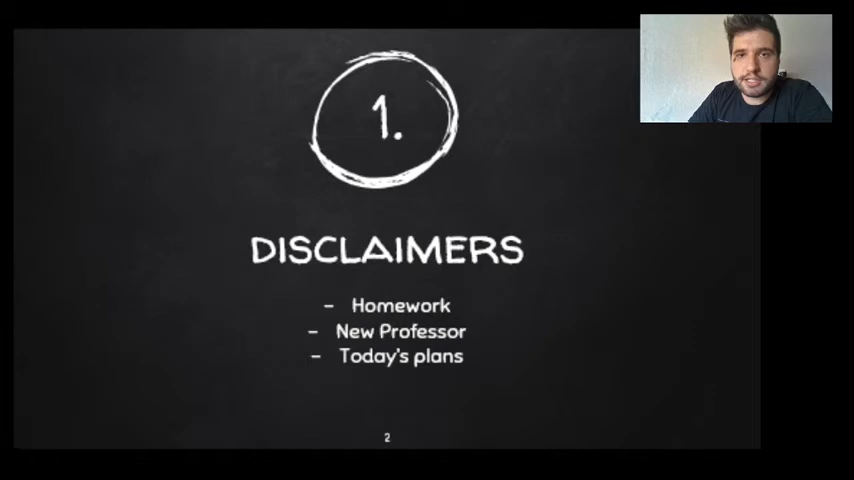 1.
DISCLAIMERS
- Homework
- New Professor
- Today's plans
2